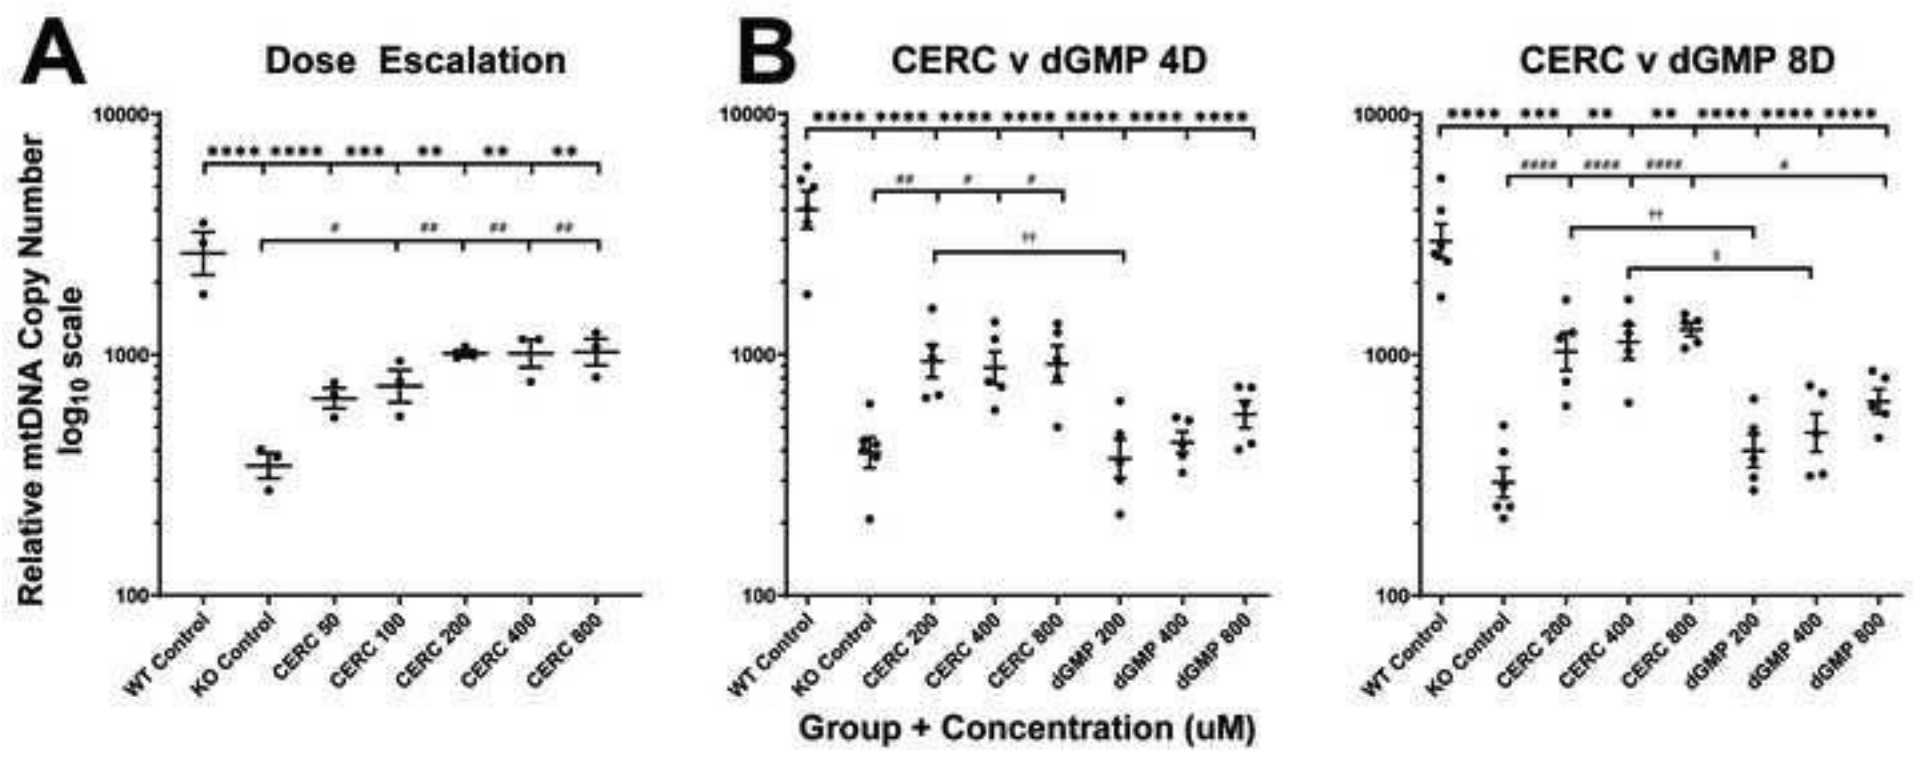 A
Dose Escalation
Relative mtDNA Copy Number
log10 scale
10000
1000
100
**** **** *** ** ** **
# ## ## ##
WT Control
KO Control
CERC 50
CERC 100
CERC 200
CERC 400
CERC 800
B
CERC v dGMP 4D
10000
1000
100
**** **** **** **** **** **** ****
## # #
††
WT Control
KO Control
CERC 200
CERC 400
CERC 800
dGMP 200
dGMP 400
dGMP 800
CERC v dGMP 8D
10000
1000
100
**** *** ** ** **** **** ****
#### #### #### #
††
WT Control
KO Control
CERC 200
CERC 400
CERC 800
dGMP 200
dGMP 400
dGMP 800
Group + Concentration (uM)